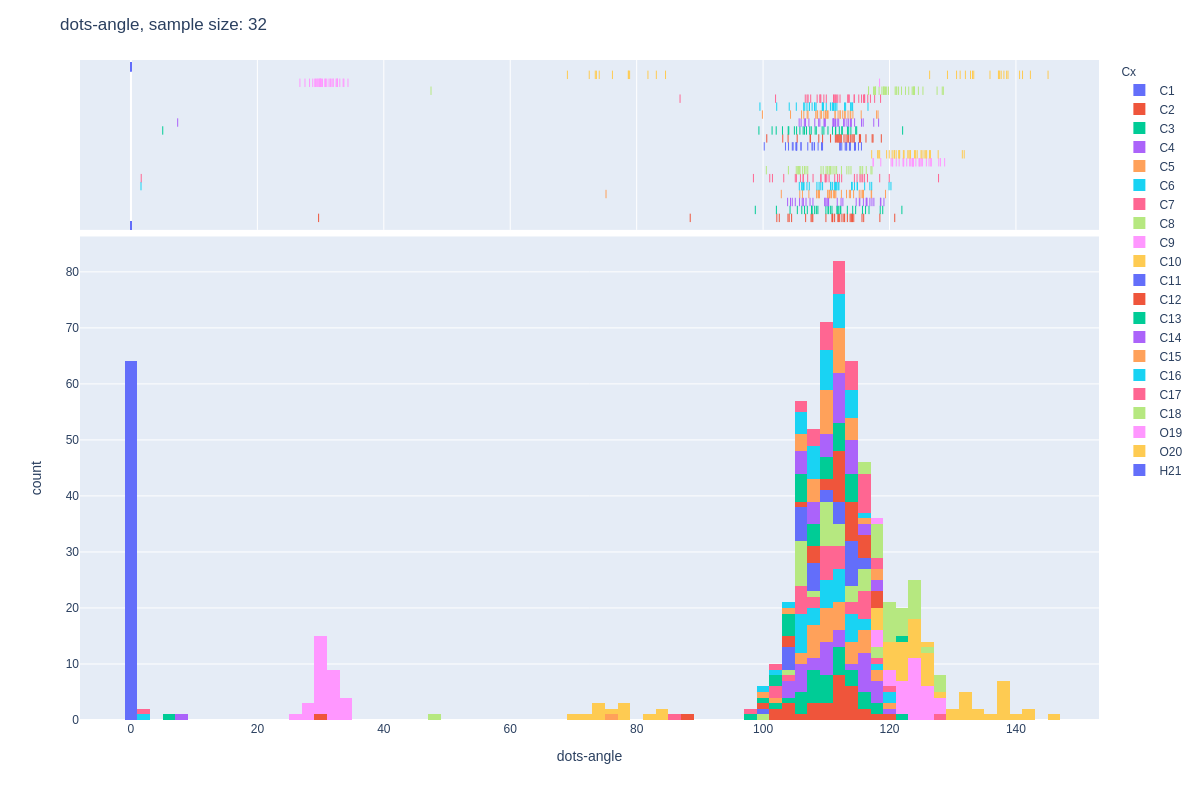 dots-angle, sample size: 32
Cx
C1
C2
C3
C4
C5
C6
C7
C8
C9
C10
C11
C12
C13
C14
C15
C16
C17
C18
O19
O20
H21
80
70
60
50
40
30
20
10
0
count
0 20 40 60 80 100 120 140
dots-angle